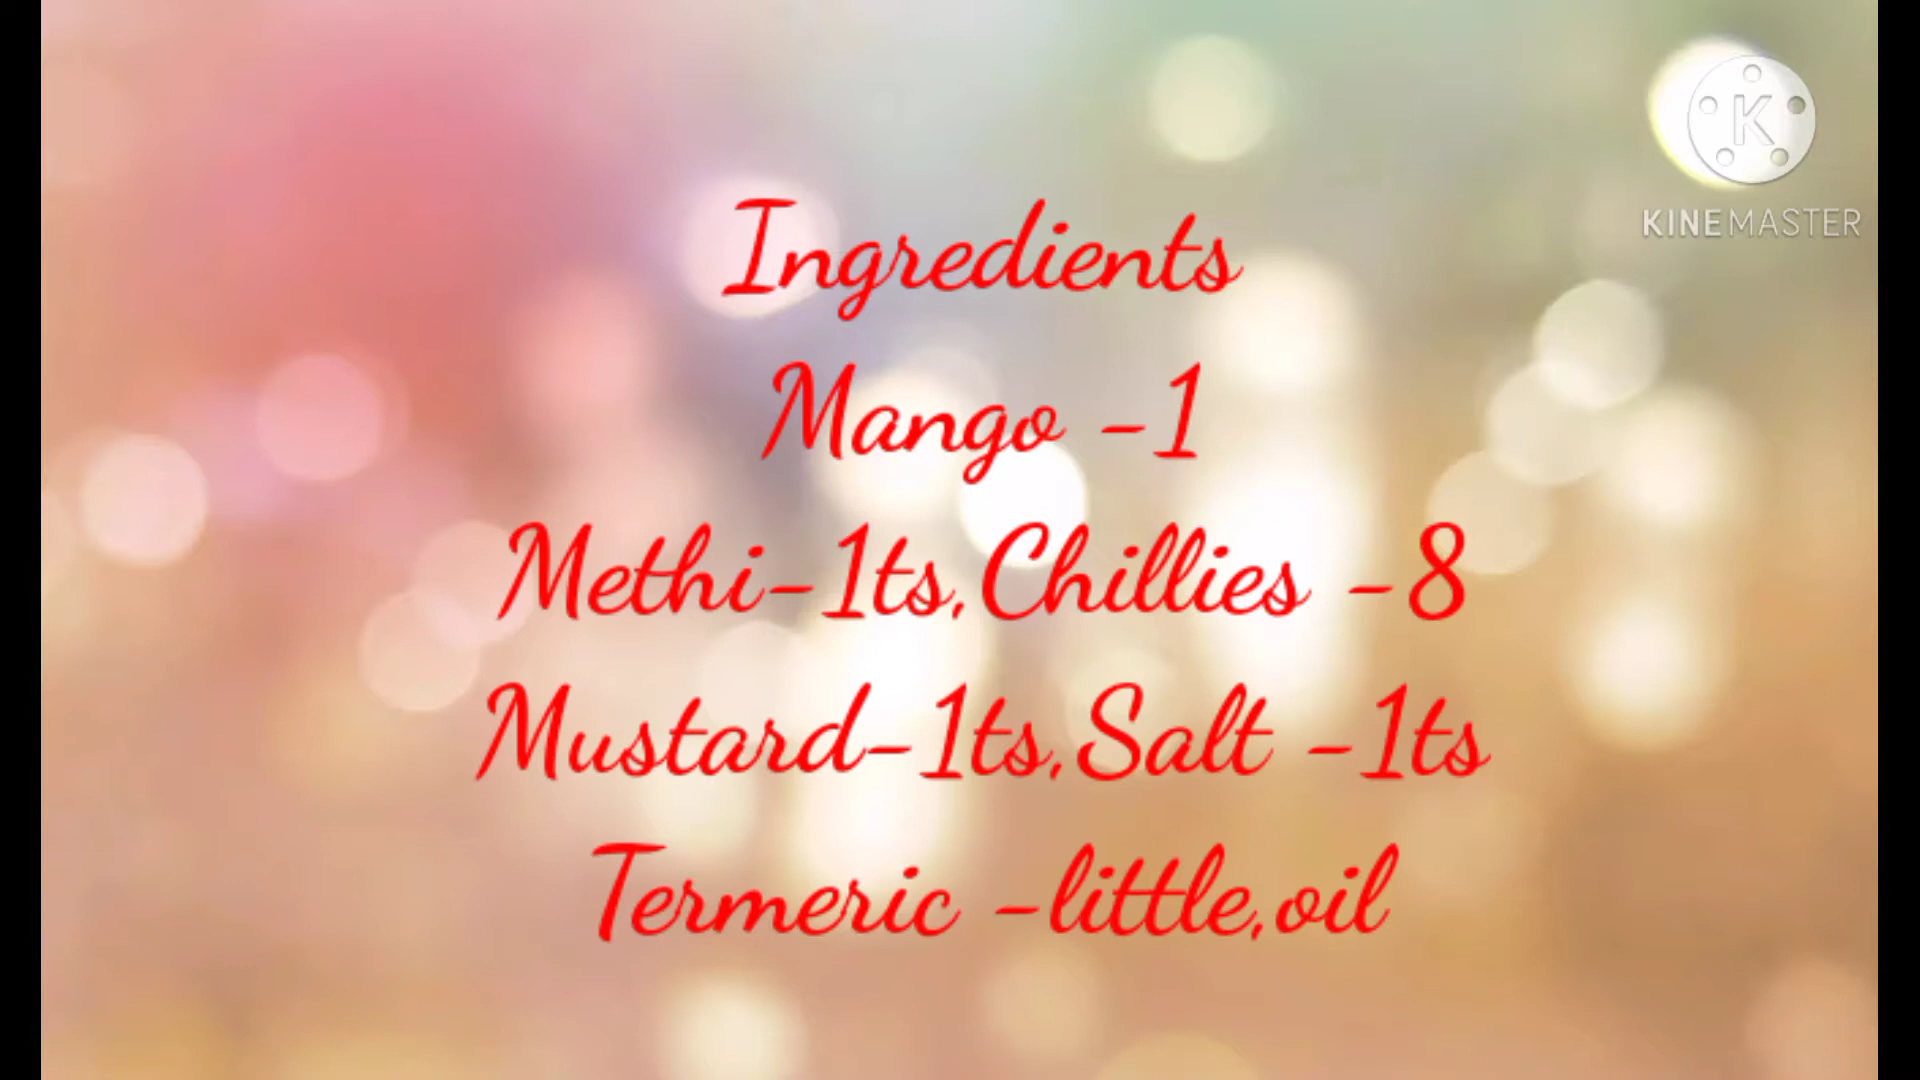 K
KINEMASTER
Ingredients
Mango -1
Methi-1ts,Chillies -8
Mustard-1ts,Salt -1ts
Termeric -little,oil